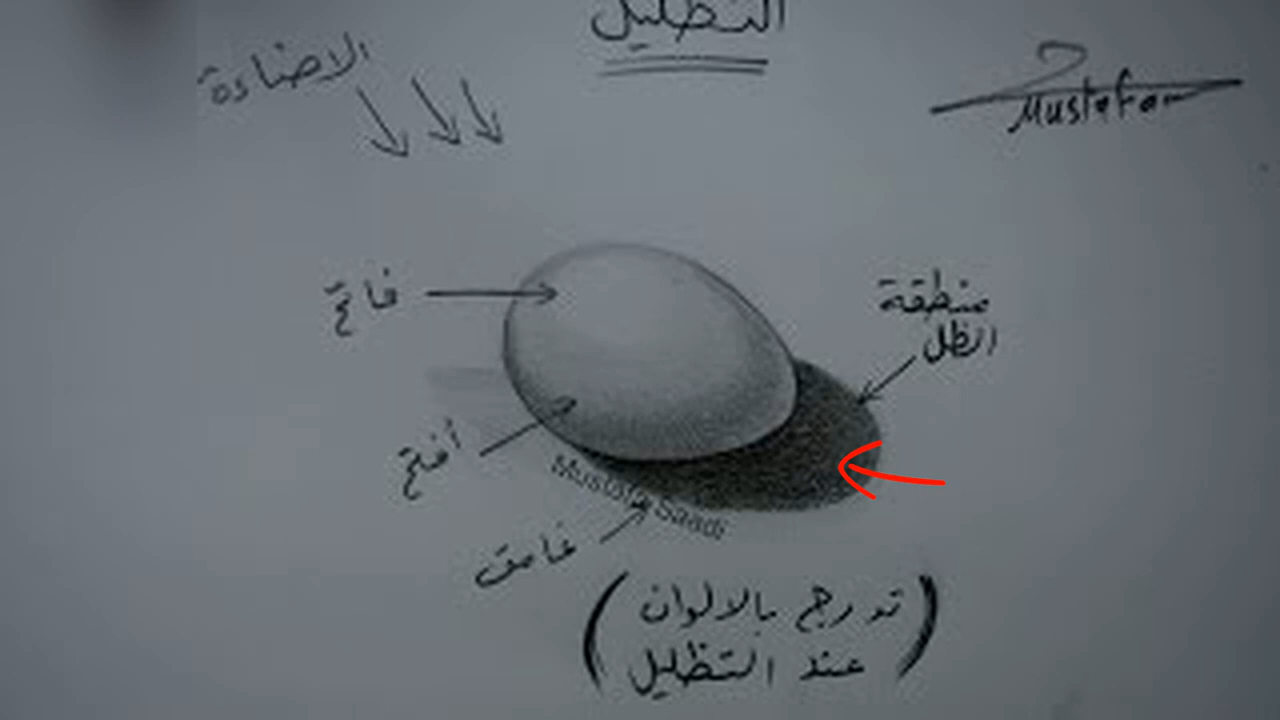 التظليل
الاضاءة
Mustafa
فاتح
منطقة
الظل
أفتح
Mustafa Saadi
غامق
(تدرج بالالوان
عند التظليل)